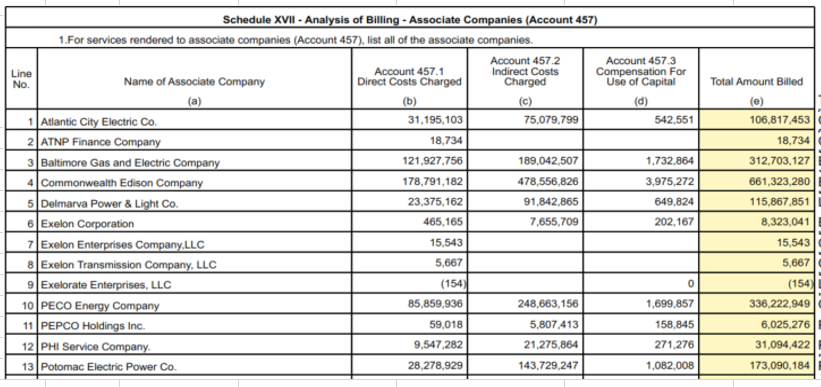 Schedule XVII - Analysis of Billing - Associate Companies (Account 457)
1.For services rendered to associate companies (Account 457), list all of the associate companies.
Line No. Name of Associate Company Account 457.1 Direct Costs Charged Account 457.2 Indirect Costs Charged Account 457.3 Compensation For Use of Capital Total Amount Billed
(a) (b) (c) (d) (e)
1 Atlantic City Electric Co. 31,195,103 75,079,799 542,551 106,817,453
2 ATNP Finance Company 18,734 18,734
3 Baltimore Gas and Electric Company 121,927,756 189,042,507 1,732,864 312,703,127
4 Commonwealth Edison Company 178,791,182 478,556,826 3,975,272 661,323,280
5 Delmarva Power & Light Co. 23,375,162 91,842,865 649,824 115,867,851
6 Exelon Corporation 465,165 7,655,709 202,167 8,323,041
7 Exelon Enterprises Company,LLC 15,543 15,543
8 Exelon Transmission Company, LLC 5,667 5,667
9 Exelorate Enterprises, LLC (154) 0 (154)
10 PECO Energy Company 85,859,936 248,663,156 1,699,857 336,222,949
11 PEPCO Holdings Inc. 59,018 5,807,413 158,845 6,025,276
12 PHI Service Company. 9,547,282 21,275,864 271,276 31,094,422
13 Potomac Electric Power Co. 28,278,929 143,729,247 1,082,008 173,090,184